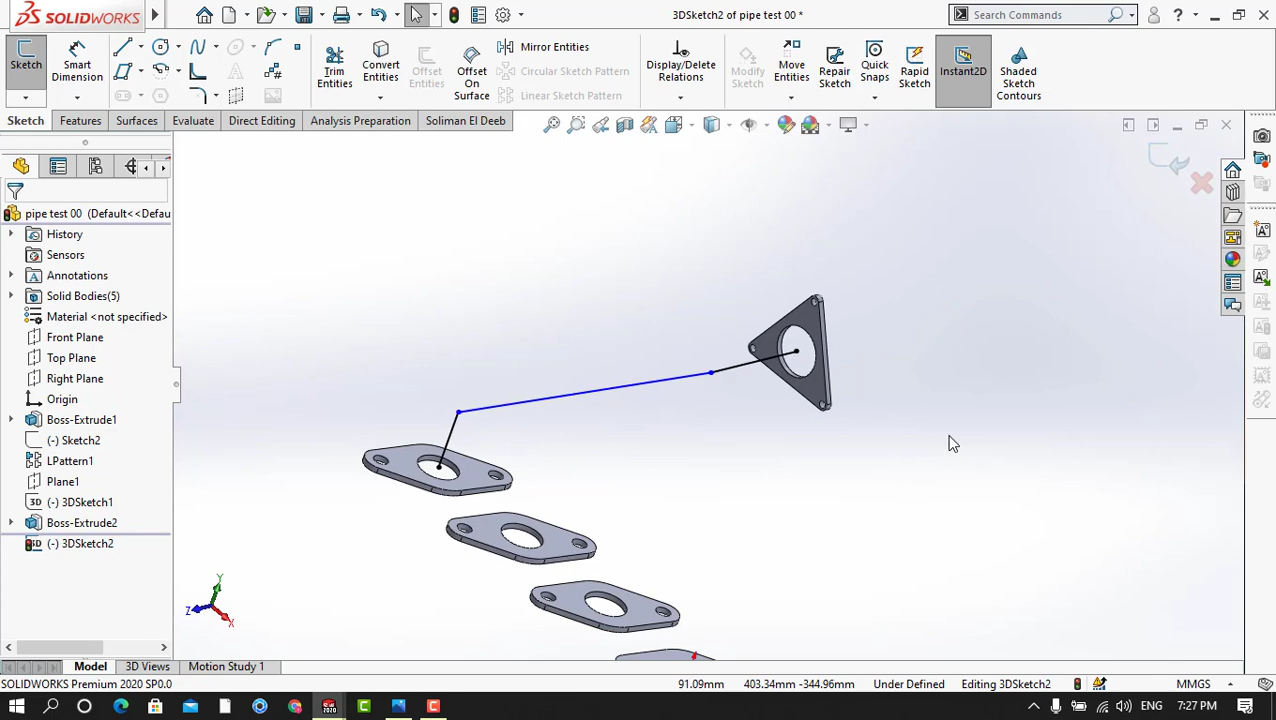 SOLIDWORKS
3DSketch2 of pipe test 00 *
Search Commands
?
Sketch
Smart Dimension
Trim Entities
Convert Entities
Offset Entities
Offset On Surface
Mirror Entities
Circular Sketch Pattern
Linear Sketch Pattern
Display/Delete Relations
Modify Sketch
Move Entities
Repair Sketch
Quick Snaps
Rapid Sketch
Instant2D
Shaded Sketch Contours
Sketch Features Surfaces Evaluate Direct Editing Analysis Preparation Soliman El Deeb
pipe test 00 (Default<<Defau
History
Sensors
Annotations
Solid Bodies(5)
Material <not specified>
Front Plane
Top Plane
Right Plane
Origin
Boss-Extrude1
(-) Sketch2
LPattern1
Plane1
3D (-) 3DSketch1
Boss-Extrude2
(-) 3DSketch2
Y
Z
X
Model 3D Views Motion Study 1
SOLIDWORKS Premium 2020 SP0.0
91.09mm 403.34mm -344.96mm Under Defined Editing 3DSketch2 MMGS
ENG 7:27 PM